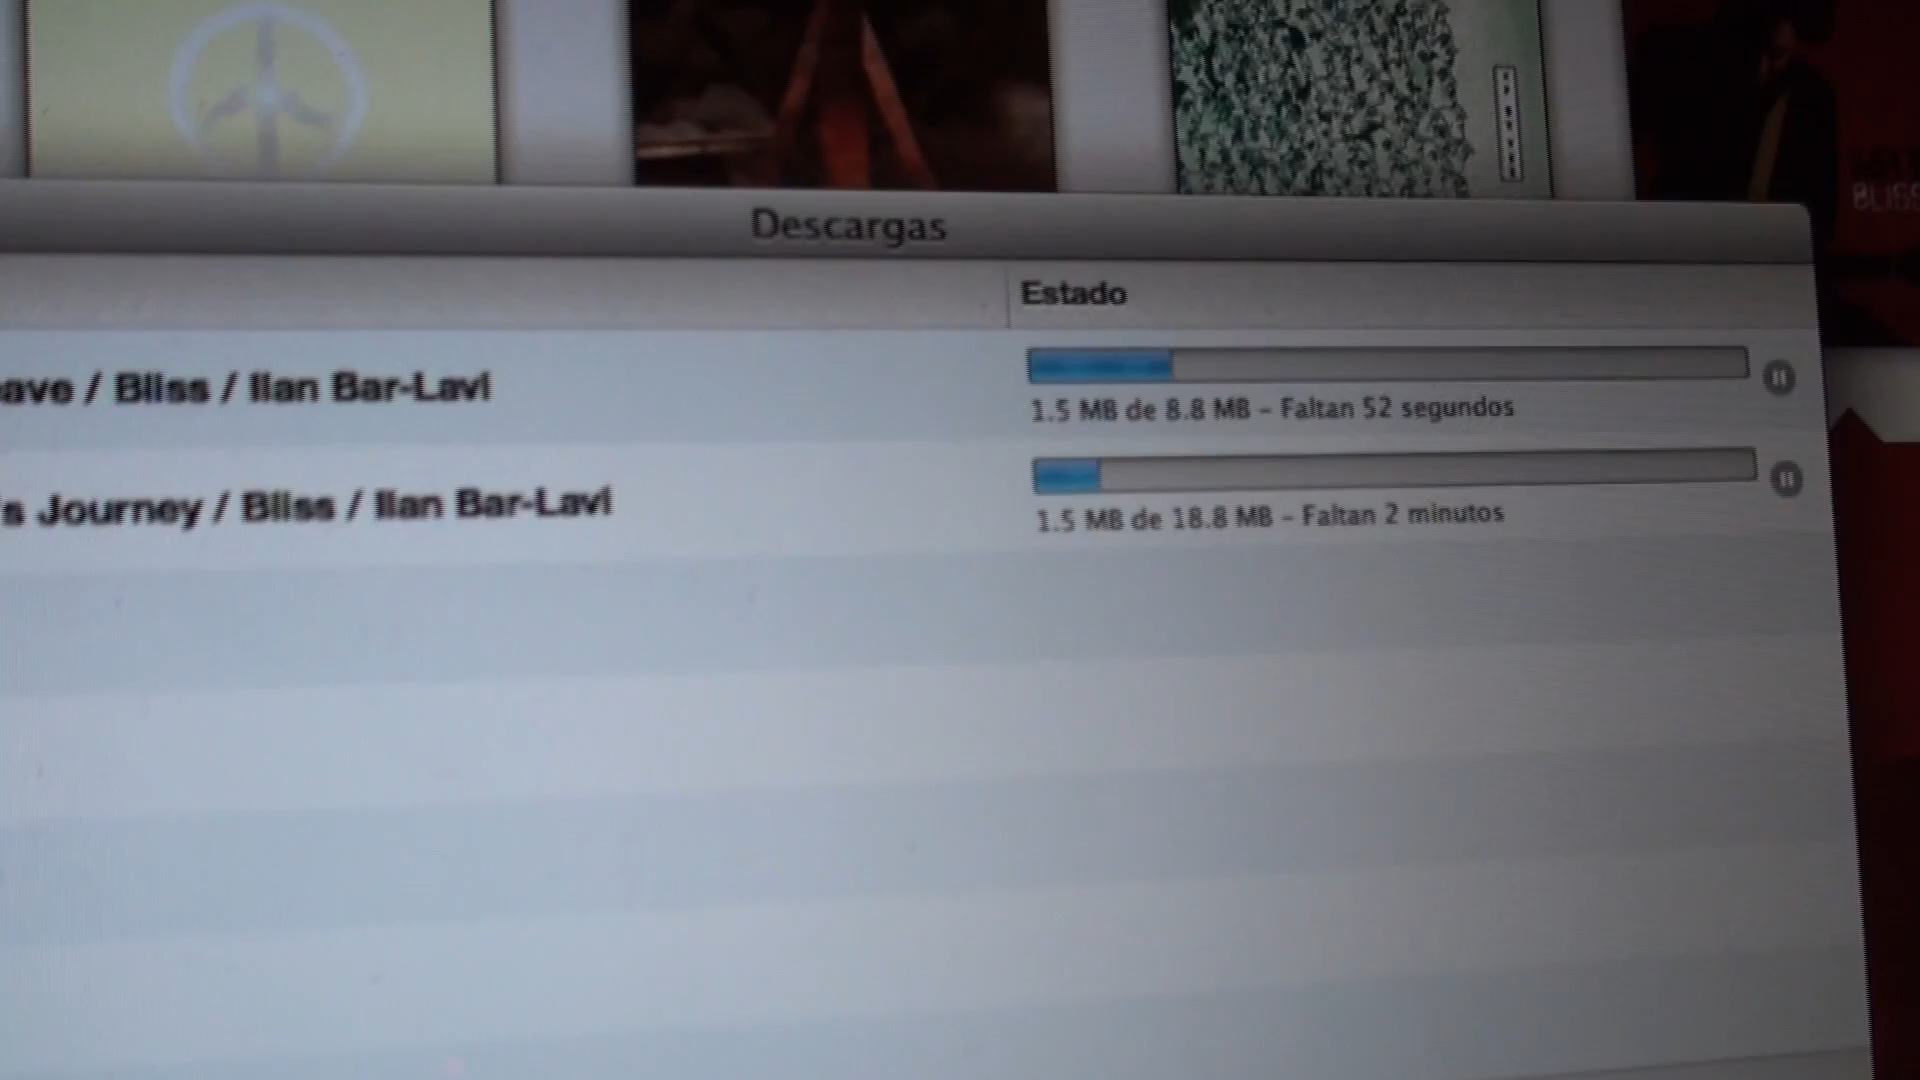 BLISS
Descargas
Estado
ave / Bliss / Ilan Bar-Lavi
1.5 MB de 8.8 MB – Faltan 52 segundos
's Journey / Bliss / Ilan Bar-Lavi
1.5 MB de 18.8 MB – Faltan 2 minutos